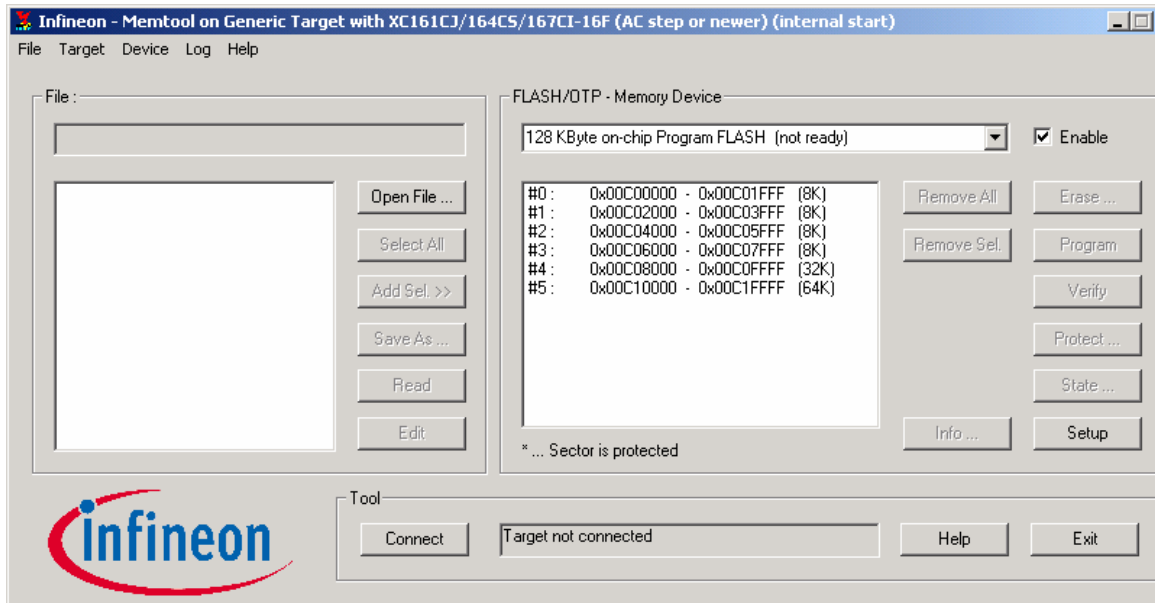 Infineon - Memtool on Generic Target with XC161CJ/164CS/167CI-16F (AC step or newer) (internal start)
File Target Device Log Help
File :
Open File ...
Select All
Add Sel. >>
Save As ...
Read
Edit
FLASH/OTP - Memory Device
128 KByte on-chip Program FLASH (not ready)
Enable
#0 : 0x00C00000 - 0x00C01FFF (8K)
#1 : 0x00C02000 - 0x00C03FFF (8K)
#2 : 0x00C04000 - 0x00C05FFF (8K)
#3 : 0x00C06000 - 0x00C07FFF (8K)
#4 : 0x00C08000 - 0x00C0FFFF (32K)
#5 : 0x00C10000 - 0x00C1FFFF (64K)
* ... Sector is protected
Remove All
Remove Sel.
Info ...
Erase ...
Program
Verify
Protect ...
State ...
Setup
infineon
Tool
Connect
Target not connected
Help
Exit